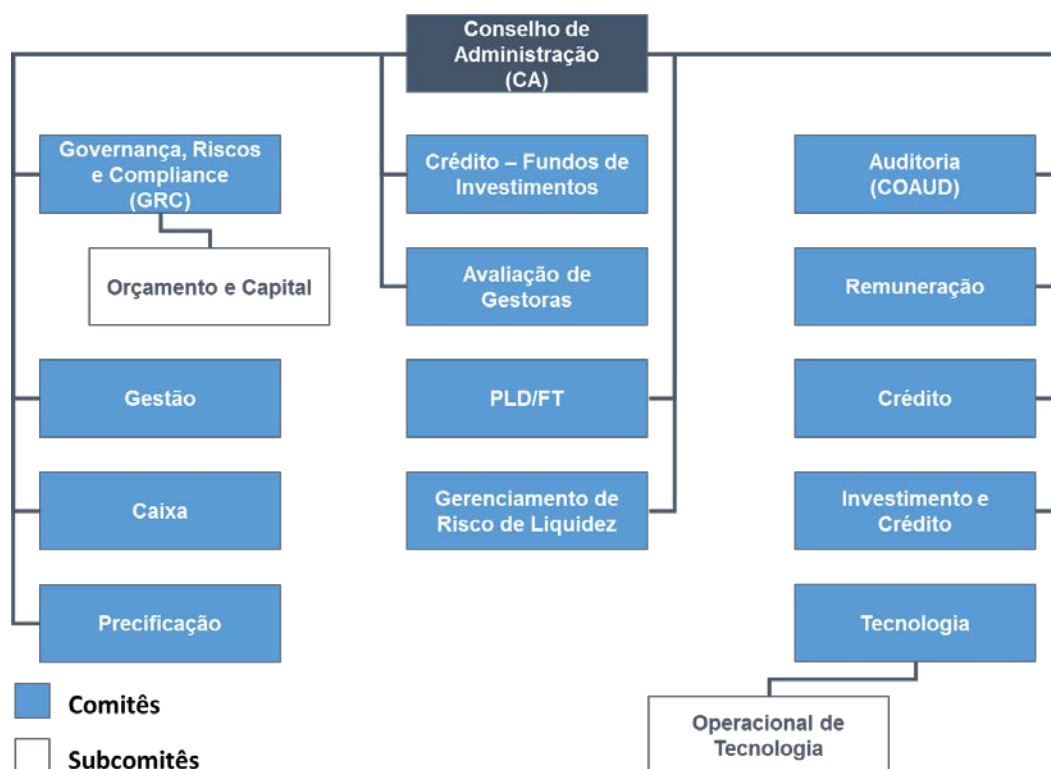 Conselho de
Administração
(CA)
Governança, Riscos
e Compliance
(GRC)
Crédito – Fundos de
Investimentos
Auditoria
(COAUD)
Orçamento e Capital
Avaliação de
Gestoras
Remuneração
Gestão
PLD/FT
Crédito
Caixa
Gerenciamento de
Risco de Liquidez
Investimento e
Crédito
Precificação
Tecnologia
Comitês
Operacional de
Tecnologia
Subcomitês